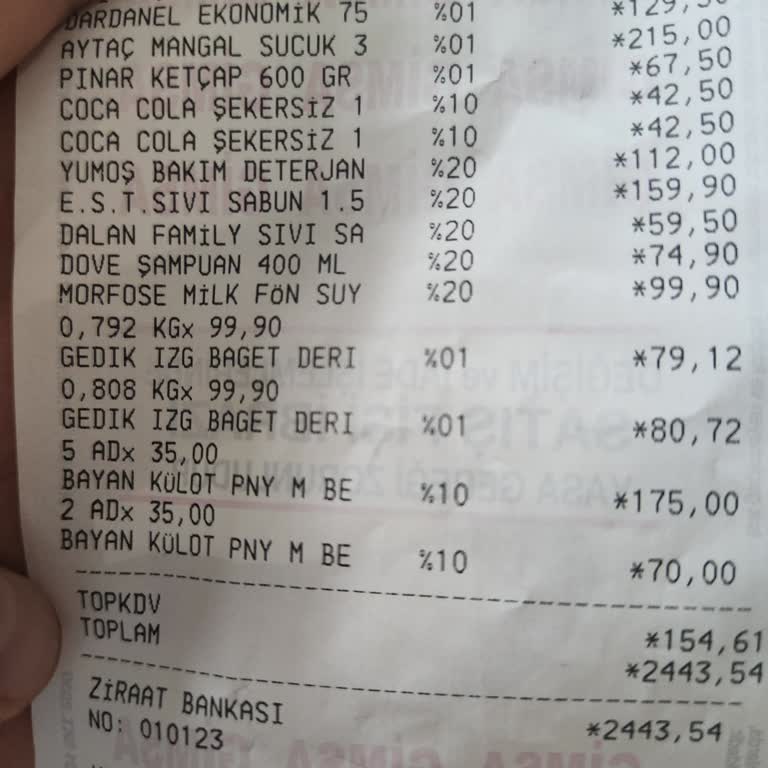 DARDANEL EKONOMİK 75 %01
AYTAÇ MANGAL SUCUK 3 %01 *215,00
PINAR KETÇAP 600 GR %01 *67,50
COCA COLA ŞEKERSİZ 1 %10 *42,50
COCA COLA ŞEKERSİZ 1 %10 *42,50
YUMOŞ BAKIM DETERJAN %20 *112,00
E.S.T.SIVI SABUN 1.5 %20 *159,90
DALAN FAMİLY SIVI SA %20 *59,50
DOVE ŞAMPUAN 400 ML %20 *74,90
MORFOSE MİLK FÖN SUY %20 *99,90
0,792 KGx 99,90
GEDIK IZG BAGET DERI %01 *79,12
0,808 KGx 99,90
GEDIK IZG BAGET DERI %01 *80,72
5 ADx 35,00
BAYAN KÜLOT PNY M BE %10 *175,00
2 ADx 35,00
BAYAN KÜLOT PNY M BE %10 *70,00
TOPKDV *154,61
TOPLAM *2443,54
ZİRAAT BANKASI *2443,54
NO: 010123